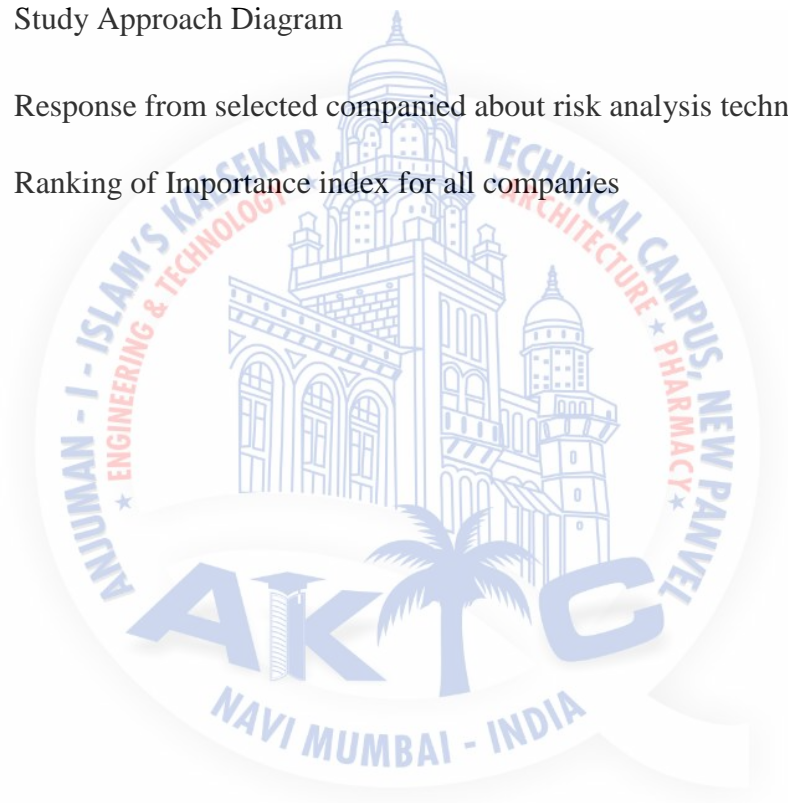 Study Approach Diagram
Response from selected companied about risk analysis techn
Ranking of Importance index for all companies
ANJUMAN - I - ISLAM'S KALSEKAR TECHNICAL CAMPUS, NEW PANVEL
ENGINEERING & TECHNOLOGY * ARCHITECTURE * PHARMACY *
AKTC
NAVI MUMBAI - INDIA